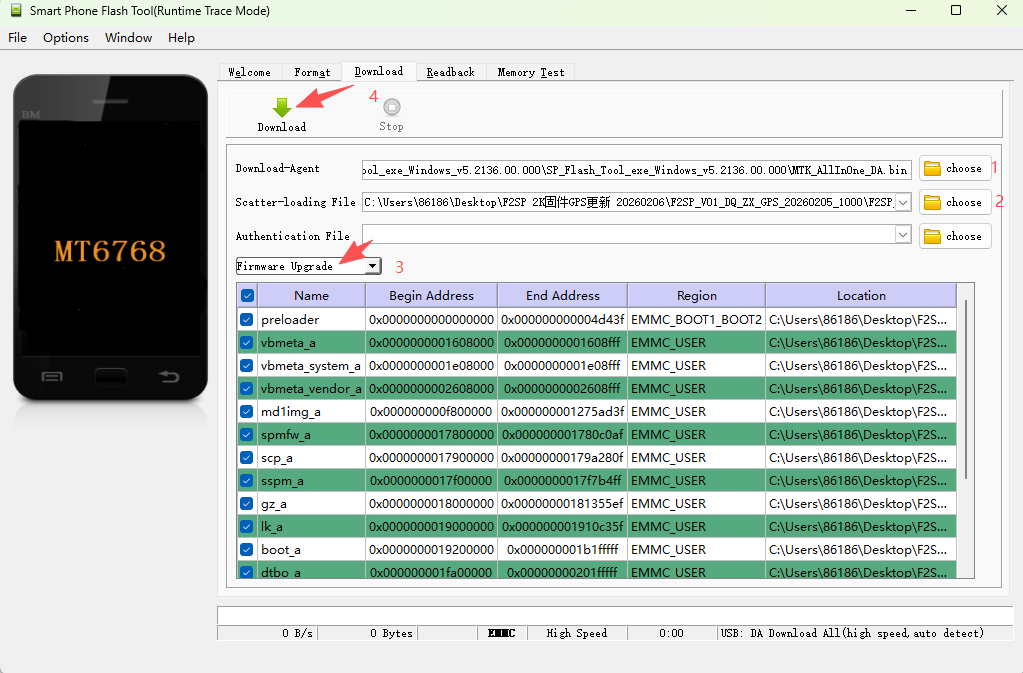 Smart Phone Flash Tool(Runtime Trace Mode)
File Options Window Help
Welcome Format Download Readback Memory Test
4
Download Stop
BM
Download-Agent ool_exe_Windows_v5.2136.00.000\SP_Flash_Tool_exe_Windows_v5.2136.00.000\MTK_AllInOne_DA.bin choose 1
Scatter-loading File C:\Users\86186\Desktop\F2SP 2K固件GPS更新 20260206\F2SP_V01_DQ_ZX_GPS_20260205_1000\F2SP_ choose 2
Authentication File choose
Firmware Upgrade 3
MT6768
Name Begin Address End Address Region Location
preloader 0x0000000000000000 0x000000000004d43f EMMC_BOOT1_BOOT2 C:\Users\86186\Desktop\F2S...
vbmeta_a 0x0000000001608000 0x0000000001608fff EMMC_USER C:\Users\86186\Desktop\F2S...
vbmeta_system_a 0x0000000001e08000 0x0000000001e08fff EMMC_USER C:\Users\86186\Desktop\F2S...
vbmeta_vendor_a 0x0000000002608000 0x0000000002608fff EMMC_USER C:\Users\86186\Desktop\F2S...
md1img_a 0x000000000f800000 0x000000001275ad3f EMMC_USER C:\Users\86186\Desktop\F2S...
spmfw_a 0x0000000017800000 0x000000001780c0af EMMC_USER C:\Users\86186\Desktop\F2S...
scp_a 0x0000000017900000 0x00000000179a280f EMMC_USER C:\Users\86186\Desktop\F2S...
sspm_a 0x0000000017f00000 0x0000000017f7b4ff EMMC_USER C:\Users\86186\Desktop\F2S...
gz_a 0x0000000018000000 0x00000000181355ef EMMC_USER C:\Users\86186\Desktop\F2S...
lk_a 0x0000000019000000 0x000000001910c35f EMMC_USER C:\Users\86186\Desktop\F2S...
boot_a 0x0000000019200000 0x000000001b1fffff EMMC_USER C:\Users\86186\Desktop\F2S...
dtbo_a 0x000000001fa00000 0x00000000201fffff EMMC_USER C:\Users\86186\Desktop\F2S...
0 B/s 0 Bytes EMMC High Speed 0:00 USB: DA Download All(high speed,auto detect)